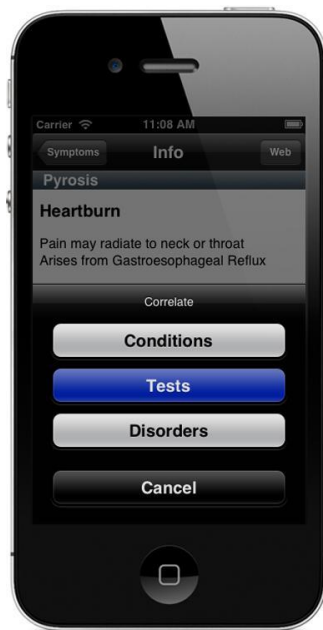 Carrier 11:08 AM
Symptoms Info Web
Pyrosis
Heartburn
Pain may radiate to neck or throat
Arises from Gastroesophageal Reflux
Correlate
Conditions
Tests
Disorders
Cancel